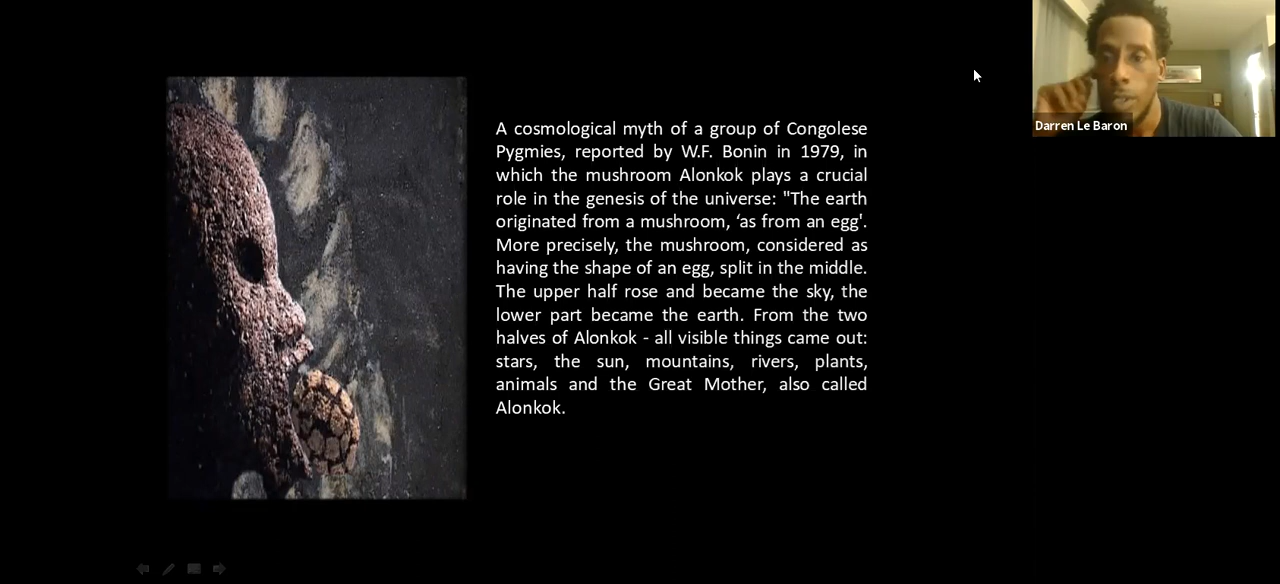 A cosmological myth of a group of Congolese
Pygmies, reported by W.F. Bonin in 1979, in
which the mushroom Alonkok plays a crucial
role in the genesis of the universe: "The earth
originated from a mushroom, ‘as from an egg'.
More precisely, the mushroom, considered as
having the shape of an egg, split in the middle.
The upper half rose and became the sky, the
lower part became the earth. From the two
halves of Alonkok - all visible things came out:
stars, the sun, mountains, rivers, plants,
animals and the Great Mother, also called
Alonkok.
Darren Le Baron